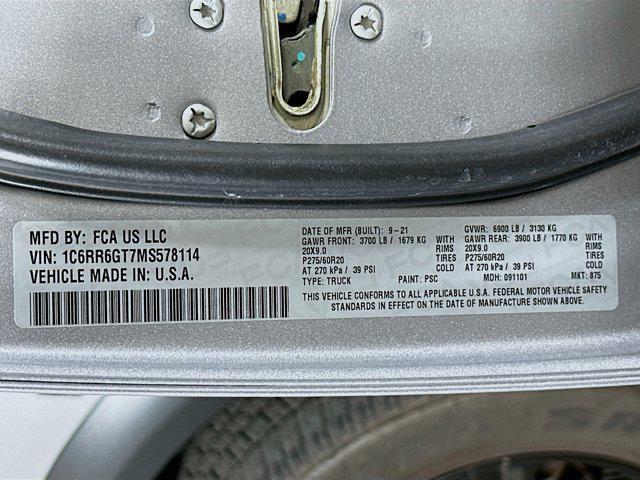 MFD BY: FCA US LLC
VIN: 1C6RR6GT7MS578114
VEHICLE MADE IN: U.S.A.
DATE OF MFR (BUILT): 9-21
GAWR FRONT: 3700 LB / 1679 KG WITH
20X9.0 RIMS
P275/60R20 TIRES
AT 270 kPa / 39 PSI COLD
TYPE: TRUCK PAINT: PSC
GVWR: 6900 LB / 3130 KG
GAWR REAR: 3900 LB / 1770 KG WITH
20X9.0 RIMS
P275/60R20 TIRES
AT 270 kPa / 39 PSI COLD
MDH: 091101 MKT: 875
THIS VEHICLE CONFORMS TO ALL APPLICABLE U.S.A. FEDERAL MOTOR VEHICLE SAFETY
STANDARDS IN EFFECT ON THE DATE OF MANUFACTURE SHOWN ABOVE.